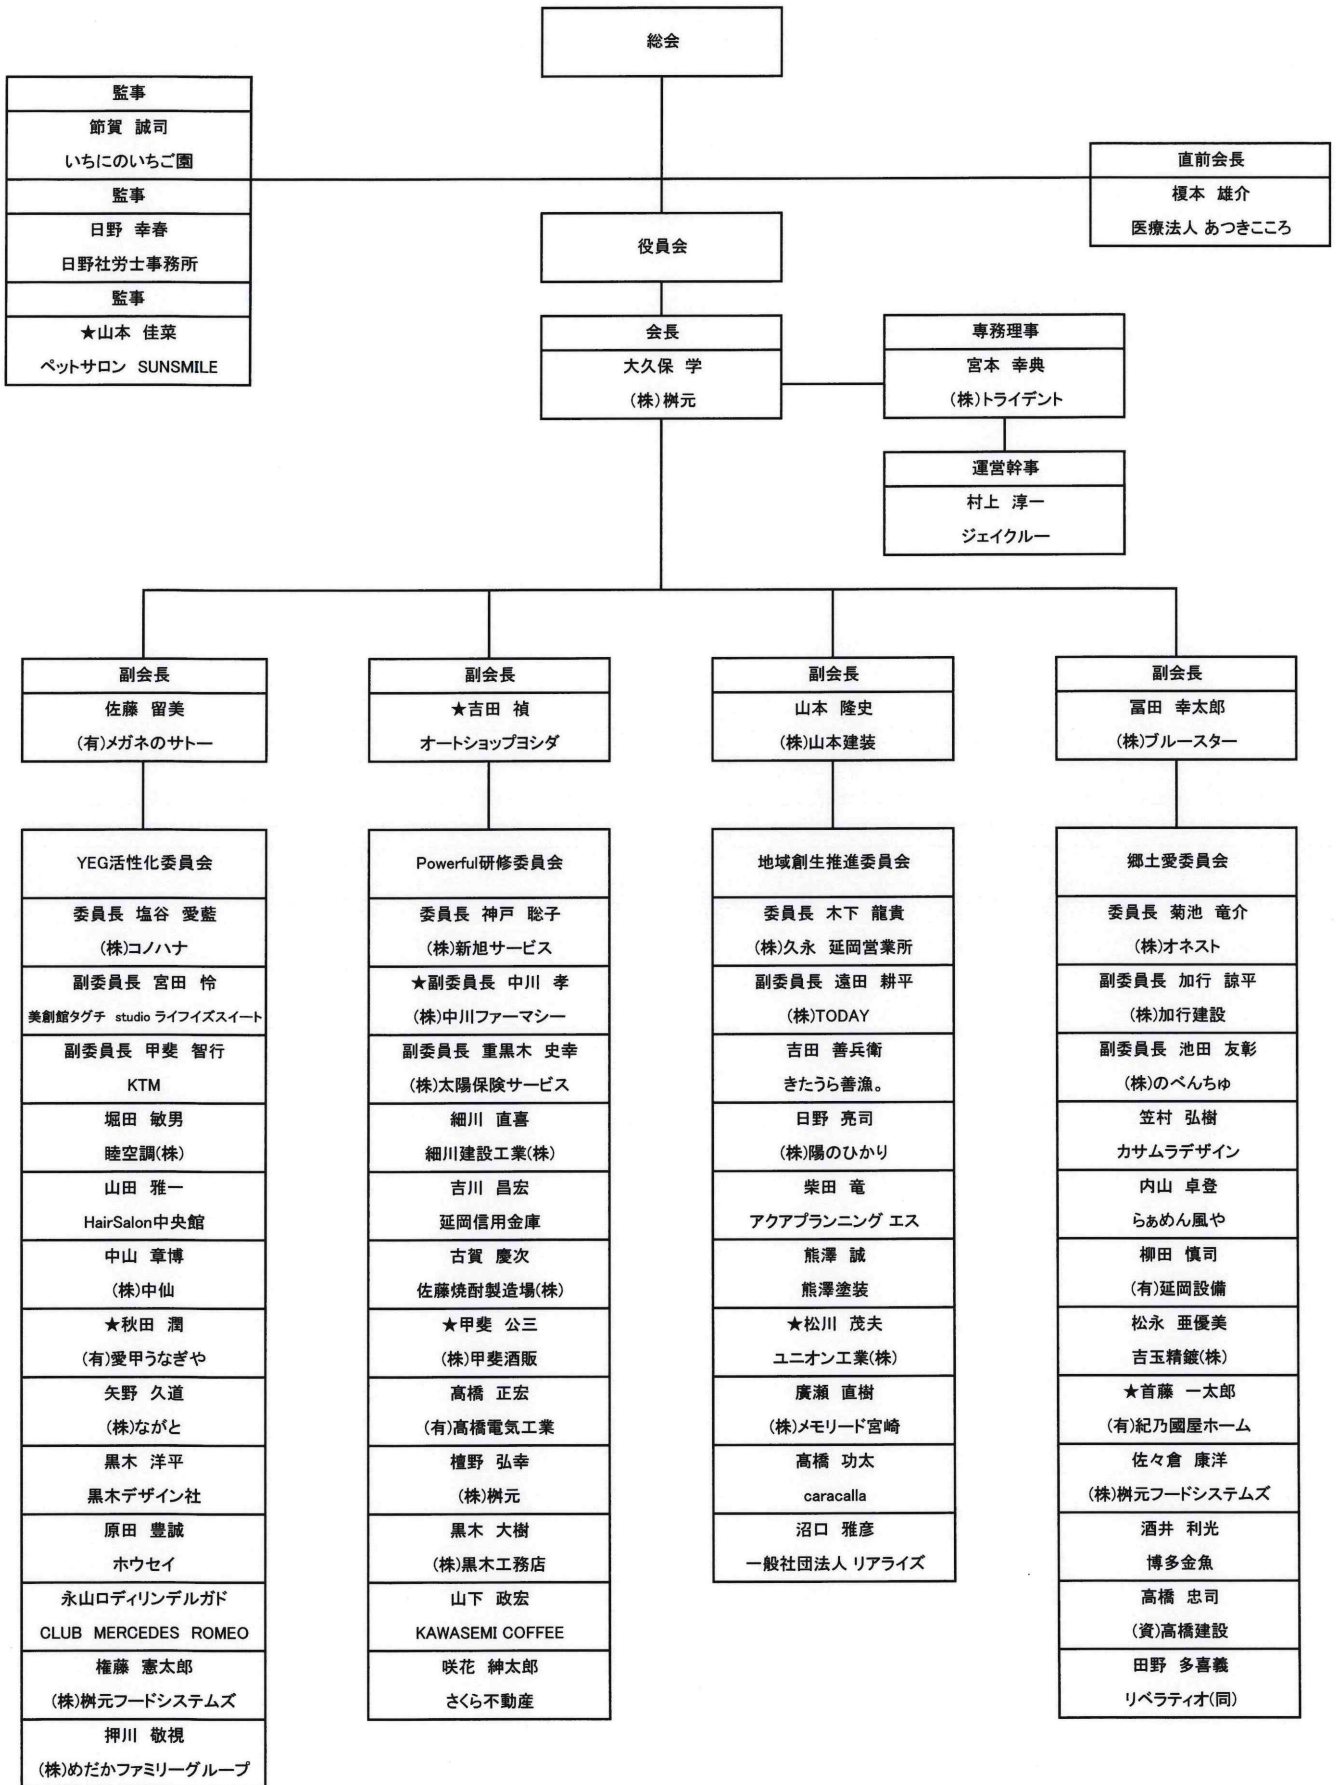 総会
監事
節賀 誠司
いちにのいちご園
監事
日野 幸春
日野社労士事務所
監事
★山本 佳菜
ペットサロン SUNSMILE
直前会長
榎本 雄介
医療法人 あつきこころ
役員会
会長
大久保 学
(株)桝元
専務理事
宮本 幸典
(株)トライデント
運営幹事
村上 淳一
ジェイクルー
副会長
佐藤 留美
(有)メガネのサトー
YEG活性化委員会
委員長 塩谷 愛藍
(株)コノハナ
副委員長 宮田 怜
美創館タグチ studio ライフイズスイート
副委員長 甲斐 智行
KTM
堀田 敏男
睦空調(株)
山田 雅一
HairSalon中央館
中山 章博
(株)中仙
★秋田 潤
(有)愛甲うなぎや
矢野 久道
(株)ながと
黒木 洋平
黒木デザイン社
原田 豊誠
ホウセイ
永山ロディリンデルガド
CLUB MERCEDES ROMEO
権藤 憲太郎
(株)桝元フードシステムズ
押川 敬視
(株)めだかファミリーグループ
副会長
★吉田 禎
オートショップヨシダ
Powerful研修委員会
委員長 神戸 聡子
(株)新旭サービス
★副委員長 中川 孝
(株)中川ファーマシー
副委員長 重黒木 史幸
(株)太陽保険サービス
細川 直喜
細川建設工業(株)
吉川 昌宏
延岡信用金庫
古賀 慶次
佐藤焼酎製造場(株)
★甲斐 公三
(株)甲斐酒販
髙橋 正宏
(有)髙橋電気工業
檀野 弘幸
(株)桝元
黒木 大樹
(株)黒木工務店
山下 政宏
KAWASEMI COFFEE
咲花 紳太郎
さくら不動産
副会長
山本 隆史
(株)山本建装
地域創生推進委員会
委員長 木下 龍貴
(株)久永 延岡営業所
副委員長 遠田 耕平
(株)TODAY
吉田 善兵衛
きたうら善漁。
日野 亮司
(株)陽のひかり
柴田 竜
アクアプランニング エス
熊澤 誠
熊澤塗装
★松川 茂夫
ユニオン工業(株)
廣瀬 直樹
(株)メモリード宮崎
髙橋 功太
caracalla
沼口 雅彦
一般社団法人 リアライズ
副会長
冨田 幸太郎
(株)ブルースター
郷土愛委員会
委員長 菊池 竜介
(株)オネスト
副委員長 加行 諒平
(株)加行建設
副委員長 池田 友彰
(株)のべんちゅ
笠村 弘樹
カサムラデザイン
内山 卓登
らぁめん風や
柳田 慎司
(有)延岡設備
松永 亜優美
吉玉精鍍(株)
★首藤 一太郎
(有)紀乃國屋ホーム
佐々倉 康洋
(株)桝元フードシステムズ
酒井 利光
博多金魚
高橋 忠司
(資)高橋建設
田野 多喜義
リベラティオ(同)